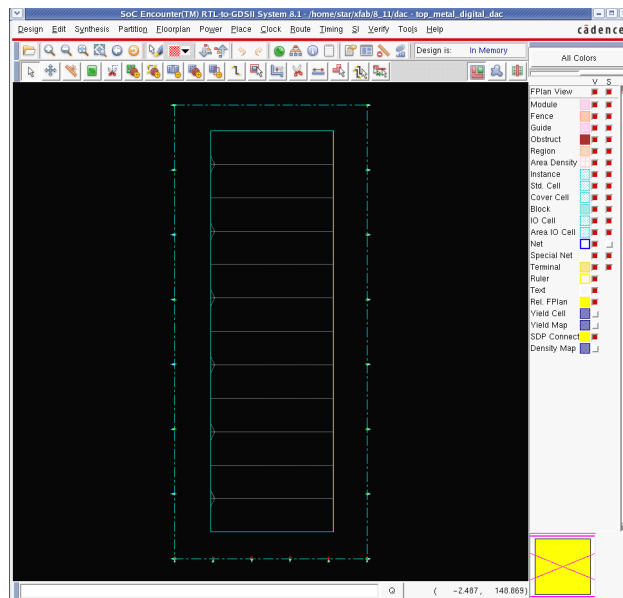 SoC Encounter(TM) RTL-to-GDSII System 8.1 - /home/star/xfab/8_11/dac - top_metal_digital_dac
Design Edit Synthesis Partition Floorplan Power Place Clock Route Timing SI Verify Tools Help cādence
Design is: In Memory
All Colors
V S
FPlan View
Module
Fence
Guide
Obstruct
Region
Area Density
Instance
Std. Cell
Cover Cell
Block
IO Cell
Area IO Cell
Net
Special Net
Terminal
Ruler
Text
Rel. FPlan
Yield Cell
Yield Map
SDP Connect
Density Map
Q ( -2.487, 148.869)